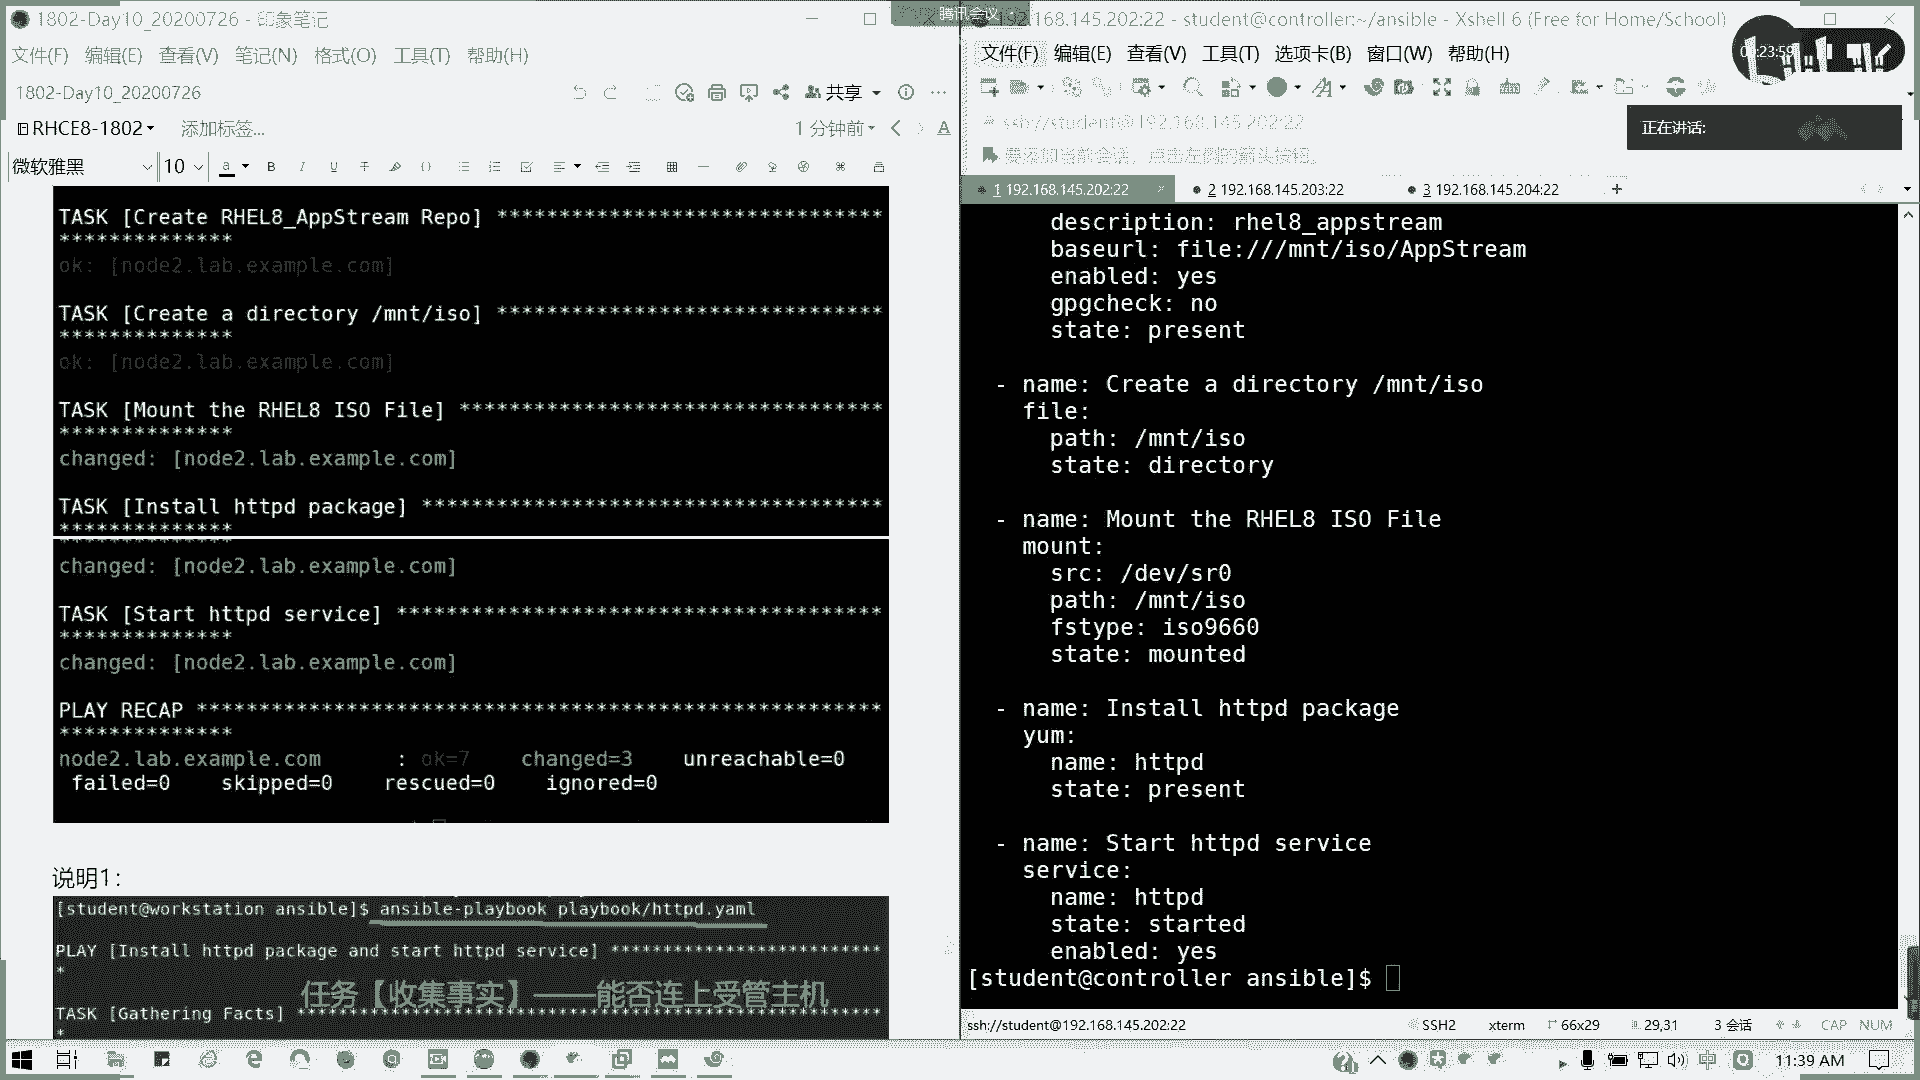 1802-Day10_20200726 - 印象笔记
文件(F) 编辑(E) 查看(V) 笔记(N) 格式(O) 工具(T) 帮助(H)
1802-Day10_20200726
共享
RHCE8-1802
添加标签...
1 分钟前
微软雅黑
10
TASK [Create RHEL8_AppStream Repo] *******************************
**************
ok: [node2.lab.example.com]
TASK [Create a directory /mnt/iso] *******************************
**************
ok: [node2.lab.example.com]
TASK [Mount the RHEL8 ISO File] **********************************
**************
changed: [node2.lab.example.com]
TASK [Install httpd package] *************************************
**************
changed: [node2.lab.example.com]
TASK [Start httpd service] ***************************************
**************
changed: [node2.lab.example.com]
PLAY RECAP *******************************************************
**************
node2.lab.example.com : ok=7 changed=3 unreachable=0
failed=0 skipped=0 rescued=0 ignored=0
说明1：
[student@workstation ansible]$ ansible-playbook playbook/httpd.yaml
PLAY [Install httpd package and start httpd service] **************************
*
任务【收集事实】——能否连上受管主机
TASK [Gathering Facts] ********************************************************
*
腾讯会议
192.168.145.202:22 - student@controller:~/ansible - Xshell 6 (Free for Home/School)
文件(F) 编辑(E) 查看(V) 工具(T) 选项卡(B) 窗口(W) 帮助(H)
ssh://student@192.168.145.202:22
正在讲话:
要添加当前会话，点击左侧的箭头按钮。
1 192.168.145.202:22
2 192.168.145.203:22
3 192.168.145.204:22
description: rhel8_appstream
baseurl: file:///mnt/iso/AppStream
enabled: yes
gpgcheck: no
state: present
- name: Create a directory /mnt/iso
file:
path: /mnt/iso
state: directory
- name: Mount the RHEL8 ISO File
mount:
src: /dev/sr0
path: /mnt/iso
fstype: iso9660
state: mounted
- name: Install httpd package
yum:
name: httpd
state: present
- name: Start httpd service
service:
name: httpd
state: started
enabled: yes
[student@controller ansible]$
ssh://student@192.168.145.202:22
SSH2
xterm
66x29
29,31
3 会话
CAP NUM
中
11:39 AM